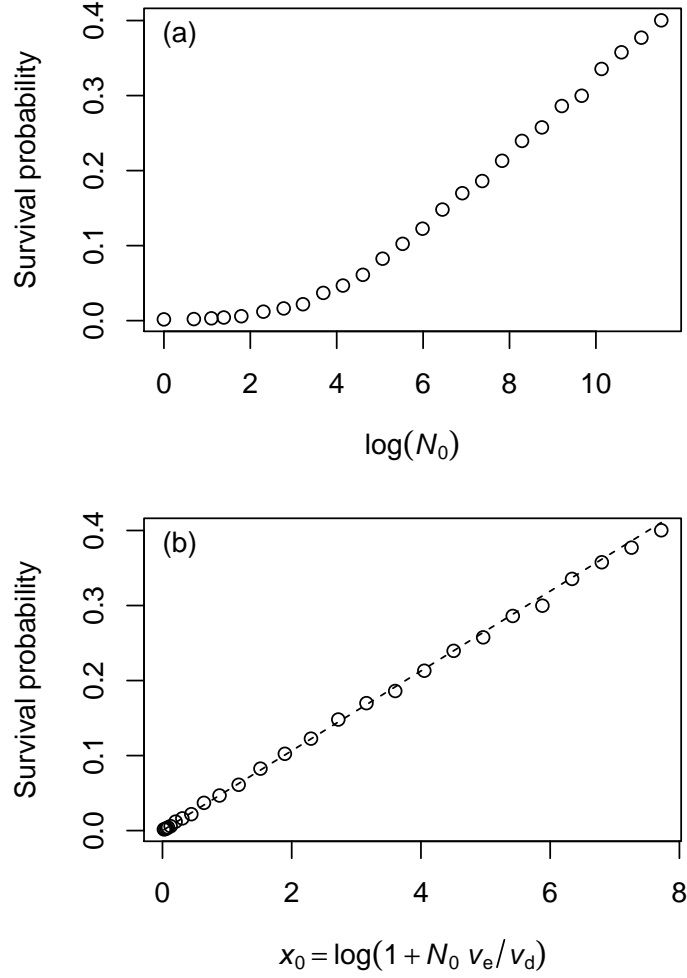 (a)
Survival probability
0.4
0.3
0.2
0.1
0.0
0 2 4 6 8 10
log(N₀)
(b)
Survival probability
0.4
0.3
0.2
0.1
0.0
0 2 4 6 8
x₀ = log(1 + N₀ vₑ/v_d)